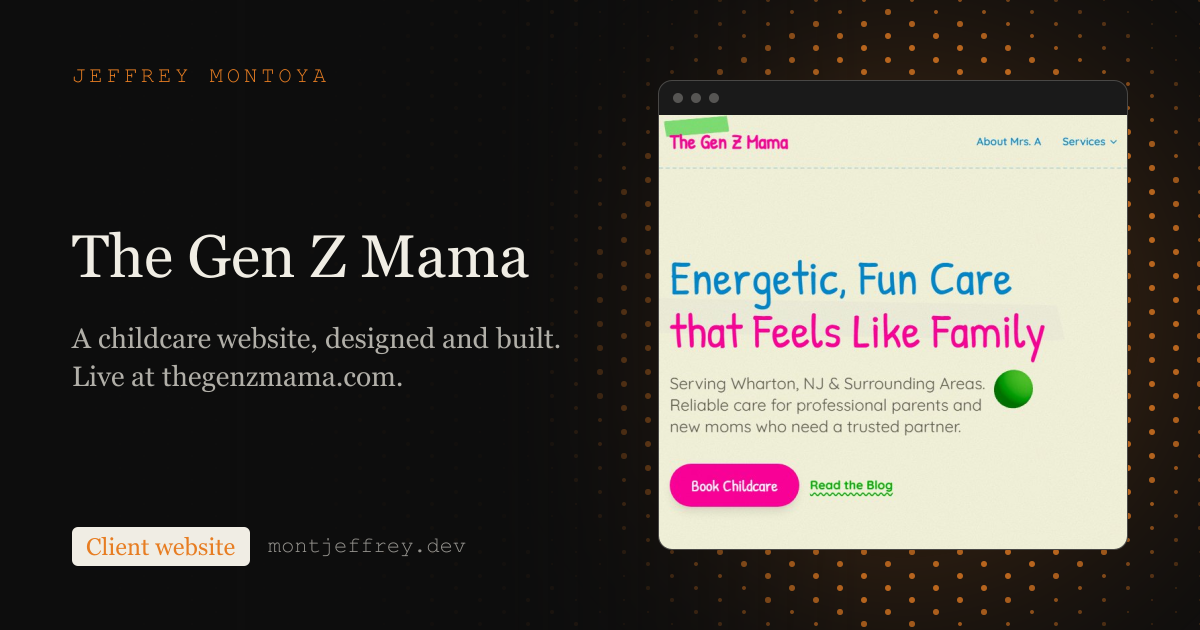 JEFFREY MONTOYA
The Gen Z Mama
A childcare website, designed and built.
Live at thegenzmama.com.
Client website
montjeffrey.dev
The Gen Z Mama
About Mrs. A
Services
Energetic, Fun Care
that Feels Like Family
Serving Wharton, NJ & Surrounding Areas.
Reliable care for professional parents and
new moms who need a trusted partner.
Book Childcare
Read the Blog